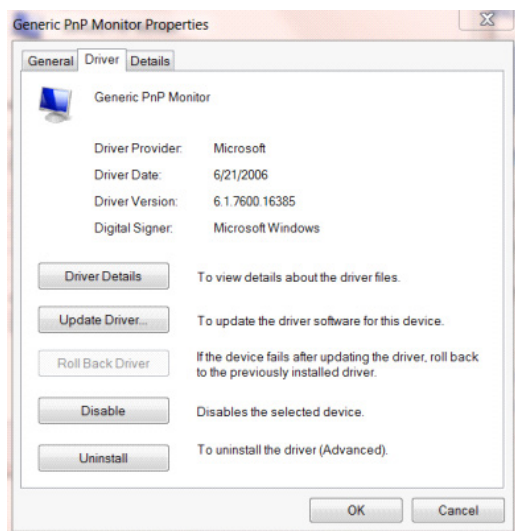 Generic PnP Monitor Properties
General Driver Details
Generic PnP Monitor
Driver Provider: Microsoft
Driver Date: 6/21/2006
Driver Version: 6.1.7600.16385
Digital Signer: Microsoft Windows
Driver Details To view details about the driver files.
Update Driver... To update the driver software for this device.
Roll Back Driver If the device fails after updating the driver, roll back
to the previously installed driver.
Disable Disables the selected device.
Uninstall To uninstall the driver (Advanced).
OK Cancel